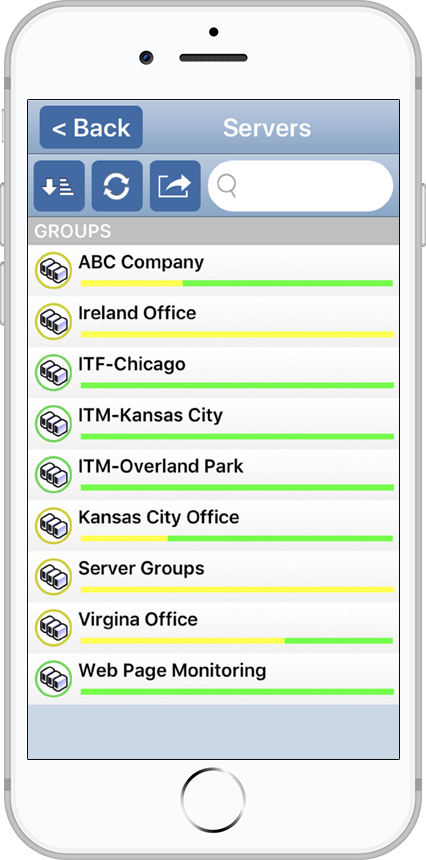 < Back
Servers
GROUPS
ABC Company
Ireland Office
ITF-Chicago
ITM-Kansas City
ITM-Overland Park
Kansas City Office
Server Groups
Virgina Office
Web Page Monitoring